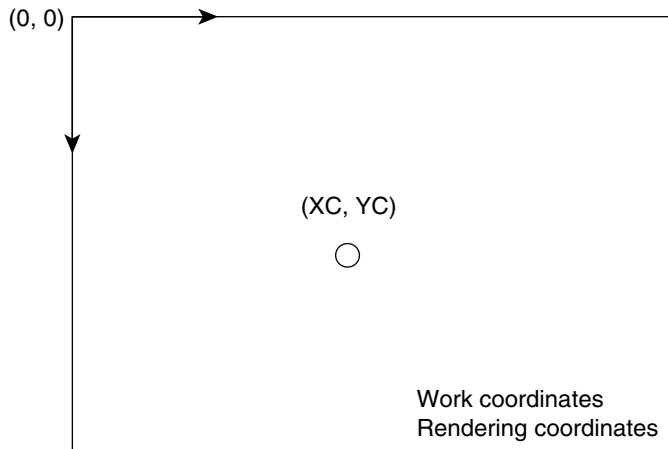 (0, 0)
(XC, YC)
Work coordinates
Rendering coordinates